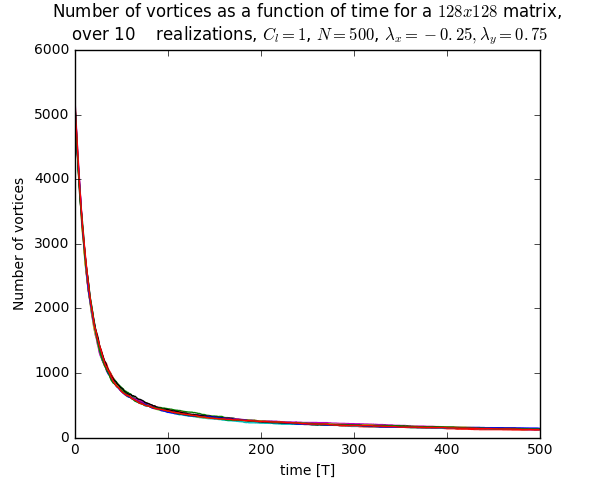 Number of vortices as a function of time for a 128x128 matrix,
over 10    realizations, C_l = 1, N = 500, λ_x = −0.25, λ_y = 0.75
6000
5000
4000
3000
2000
1000
0
Number of vortices
0 100 200 300 400 500
time [T]